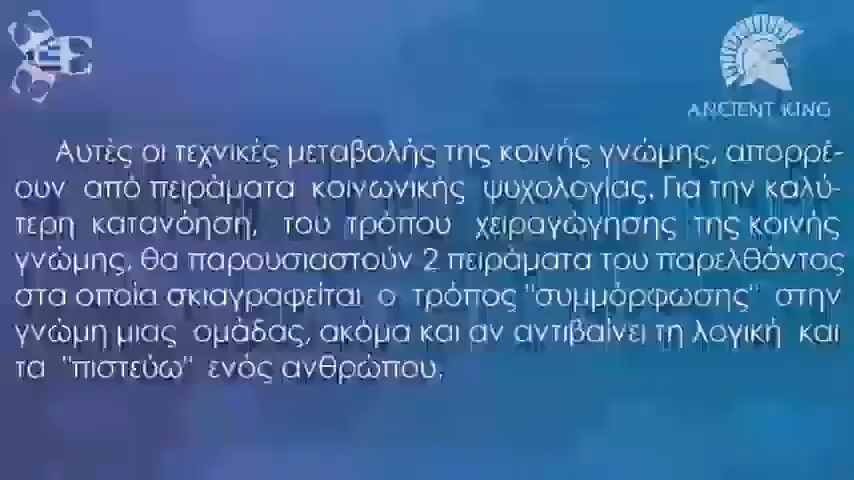 ANCIENT KING
Αυτές οι τεχνικές μεταβολής της κοινής γνώμης, απορρέ-
ουν από πειράματα κοινωνικής ψυχολογίας. Για την καλύ-
τερη κατανόηση, του τρόπου χειραγώγησης της κοινής
γνώμης, θα παρουσιαστούν 2 πειράματα του παρελθόντος
στα οποία σκιαγραφείται ο τρόπος "συμμόρφωσης" στην
γνώμη μιας ομάδας, ακόμα και αν αντιβαίνει τη λογική και
τα "πιστεύω" ενός ανθρώπου.